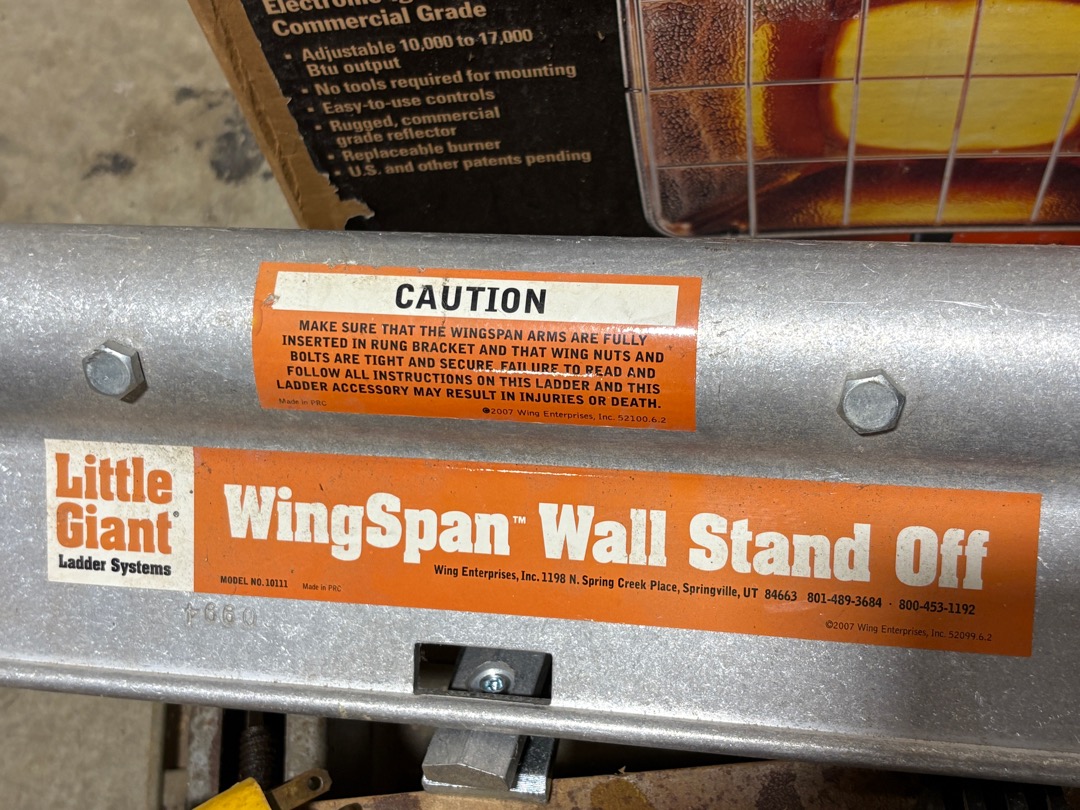 Commercial Grade
• Adjustable 10,000 to 17,000
Btu output
• No tools required for mounting
• Easy-to-use controls
• Rugged, commercial
grade reflector
• Replaceable burner
• U.S. and other patents pending
CAUTION
MAKE SURE THAT THE WINGSPAN ARMS ARE FULLY
INSERTED IN RUNG BRACKET AND THAT WING NUTS AND
BOLTS ARE TIGHT AND SECURE. FAILURE TO READ AND
FOLLOW ALL INSTRUCTIONS ON THIS LADDER AND THIS
LADDER ACCESSORY MAY RESULT IN INJURIES OR DEATH.
Made in PRC
©2007 Wing Enterprises, Inc. 52100.6.2
Little
Giant®
Ladder Systems
WingSpan™ Wall Stand Off
MODEL NO. 10111 Made in PRC
Wing Enterprises, Inc. 1198 N. Spring Creek Place, Springville, UT 84663 801-489-3684 · 800-453-1192
©2007 Wing Enterprises, Inc. 52099.6.2